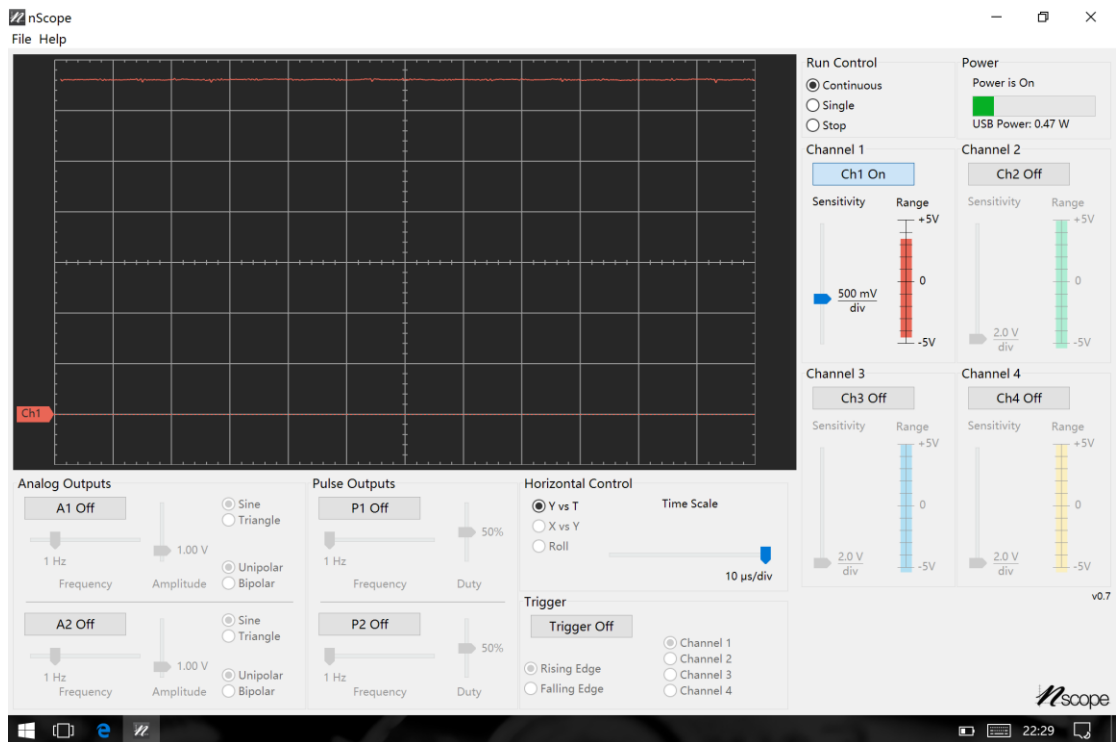 nScope
File Help
Ch1
Run Control
Continuous
Single
Stop
Power
Power is On
USB Power: 0.47 W
Channel 1
Ch1 On
Sensitivity
Range
+5V
0
-5V
500 mV
div
Channel 2
Ch2 Off
Sensitivity
Range
+5V
0
-5V
2.0 V
div
Channel 3
Ch3 Off
Sensitivity
Range
+5V
0
-5V
2.0 V
div
Channel 4
Ch4 Off
Sensitivity
Range
+5V
0
-5V
2.0 V
div
Analog Outputs
A1 Off
1 Hz
Frequency
1.00 V
Amplitude
Sine
Triangle
Unipolar
Bipolar
A2 Off
1 Hz
Frequency
1.00 V
Amplitude
Sine
Triangle
Unipolar
Bipolar
Pulse Outputs
P1 Off
1 Hz
Frequency
50%
Duty
P2 Off
1 Hz
Frequency
50%
Duty
Horizontal Control
Y vs T
X vs Y
Roll
Time Scale
10 µs/div
Trigger
Trigger Off
Rising Edge
Falling Edge
Channel 1
Channel 2
Channel 3
Channel 4
v0.7
nscope
22:29